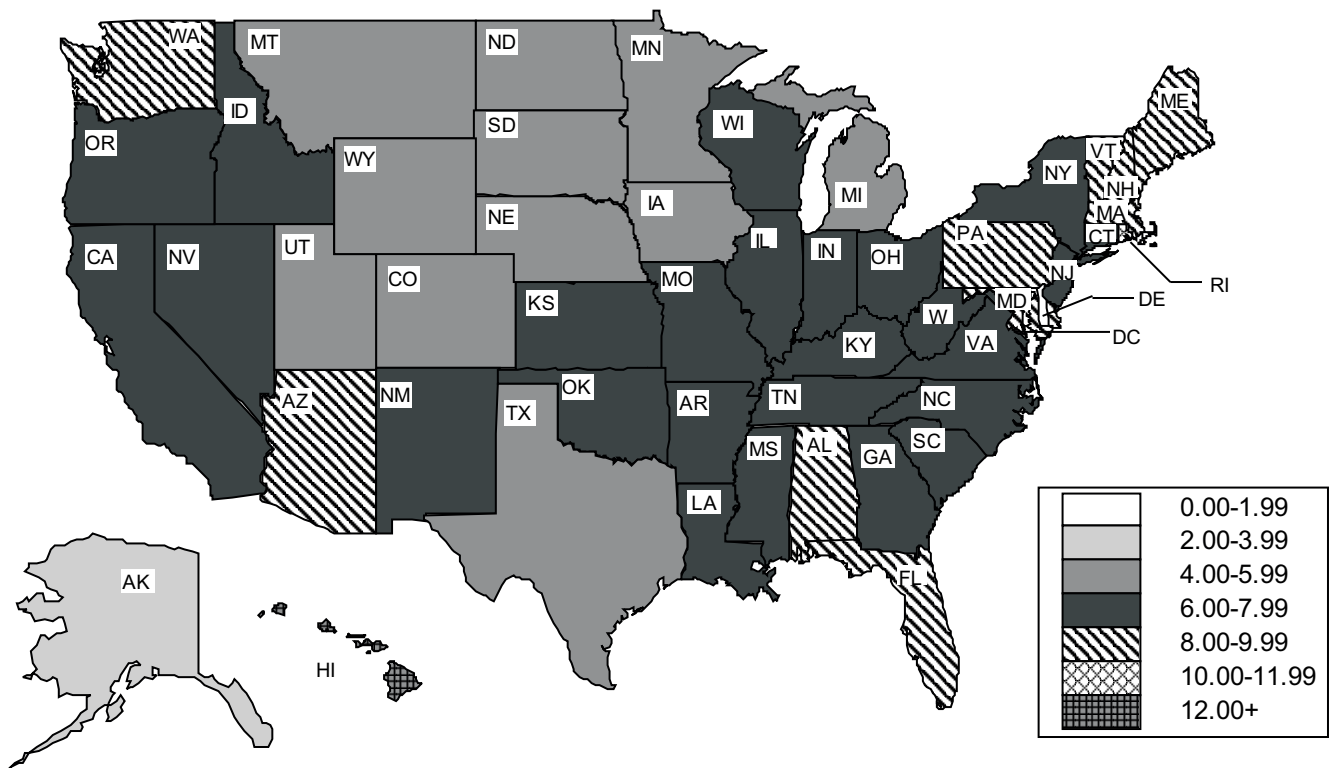 WA
MT
ND
MN
ME
ID
SD
WI
VT
OR
WY
NY
NH
MI
IA
MA
NE
PA
CT
UT
IL
IN
OH
CA
NV
CO
MO
NJ
RI
KS
MD
DE
W
DC
KY
VA
AZ
NM
OK
TN
NC
TX
AR
MS
AL
GA
SC
LA
FL
AK
HI
0.00-1.99
2.00-3.99
4.00-5.99
6.00-7.99
8.00-9.99
10.00-11.99
12.00+